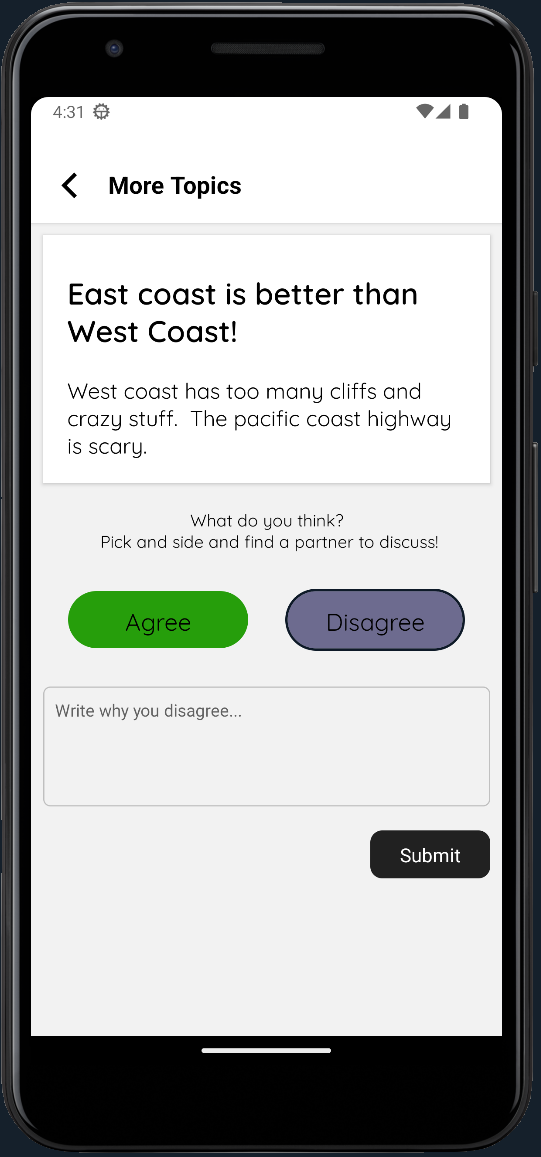 4:31
More Topics
East coast is better than
West Coast!
West coast has too many cliffs and
crazy stuff.  The pacific coast highway
is scary.
What do you think?
Pick and side and find a partner to discuss!
Agree
Disagree
Write why you disagree...
Submit